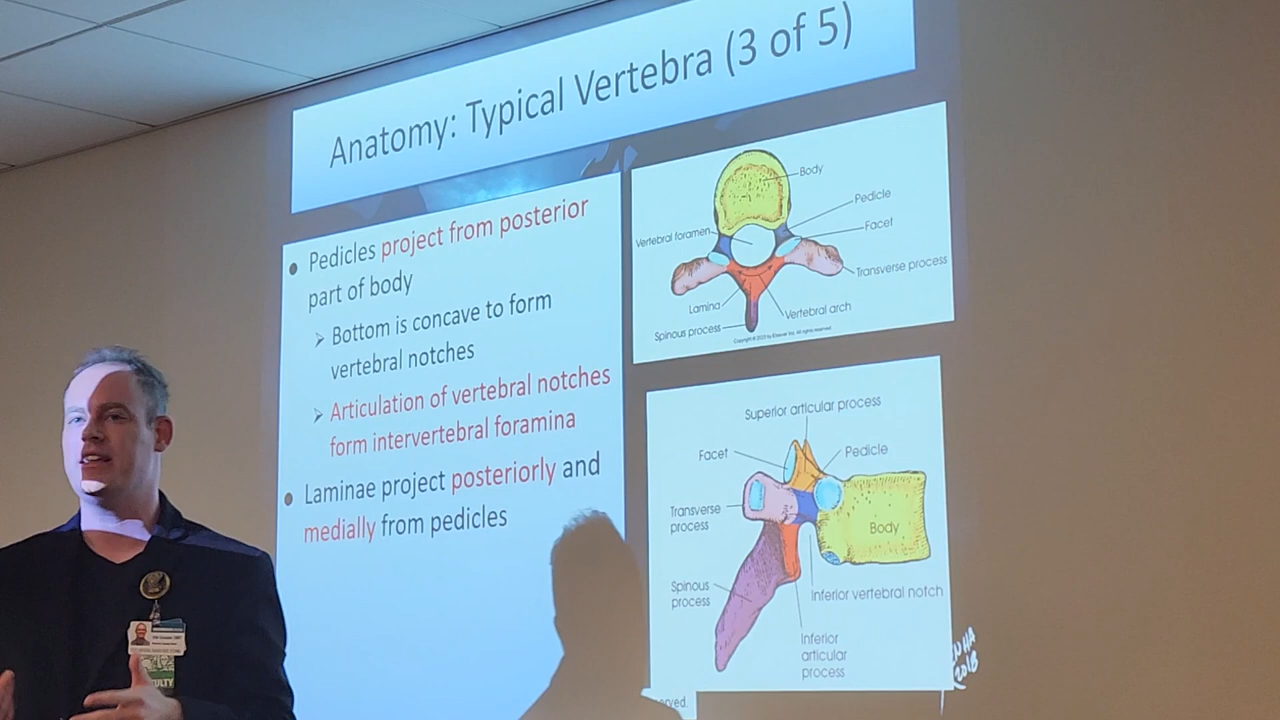 Anatomy: Typical Vertebra (3 of 5)
Pedicles project from posterior
part of body
Bottom is concave to form
vertebral notches
Articulation of vertebral notches
form intervertebral foramina
Laminae project posteriorly and
medially from pedicles
Body
Pedicle
Vertebral foramen
Facet
Transverse process
Lamina
Vertebral arch
Spinous process
Superior articular process
Facet
Pedicle
Transverse
process
Body
Spinous
process
Inferior vertebral notch
Inferior
articular
process
2018